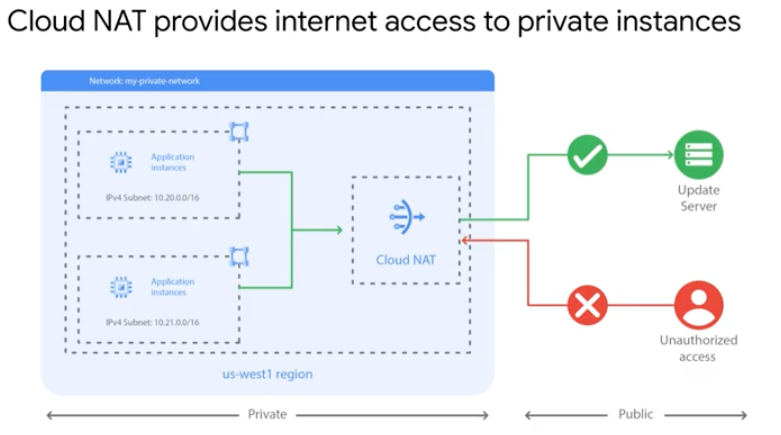 Cloud NAT provides internet access to private instances
Network: my-private-network
Application
instances
IPv4 Subnet: 10.20.0.0/16
Application
instances
IPv4 Subnet: 10.21.0.0/16
Cloud NAT
us-west1 region
Update
Server
Unauthorized
access
Private
Public